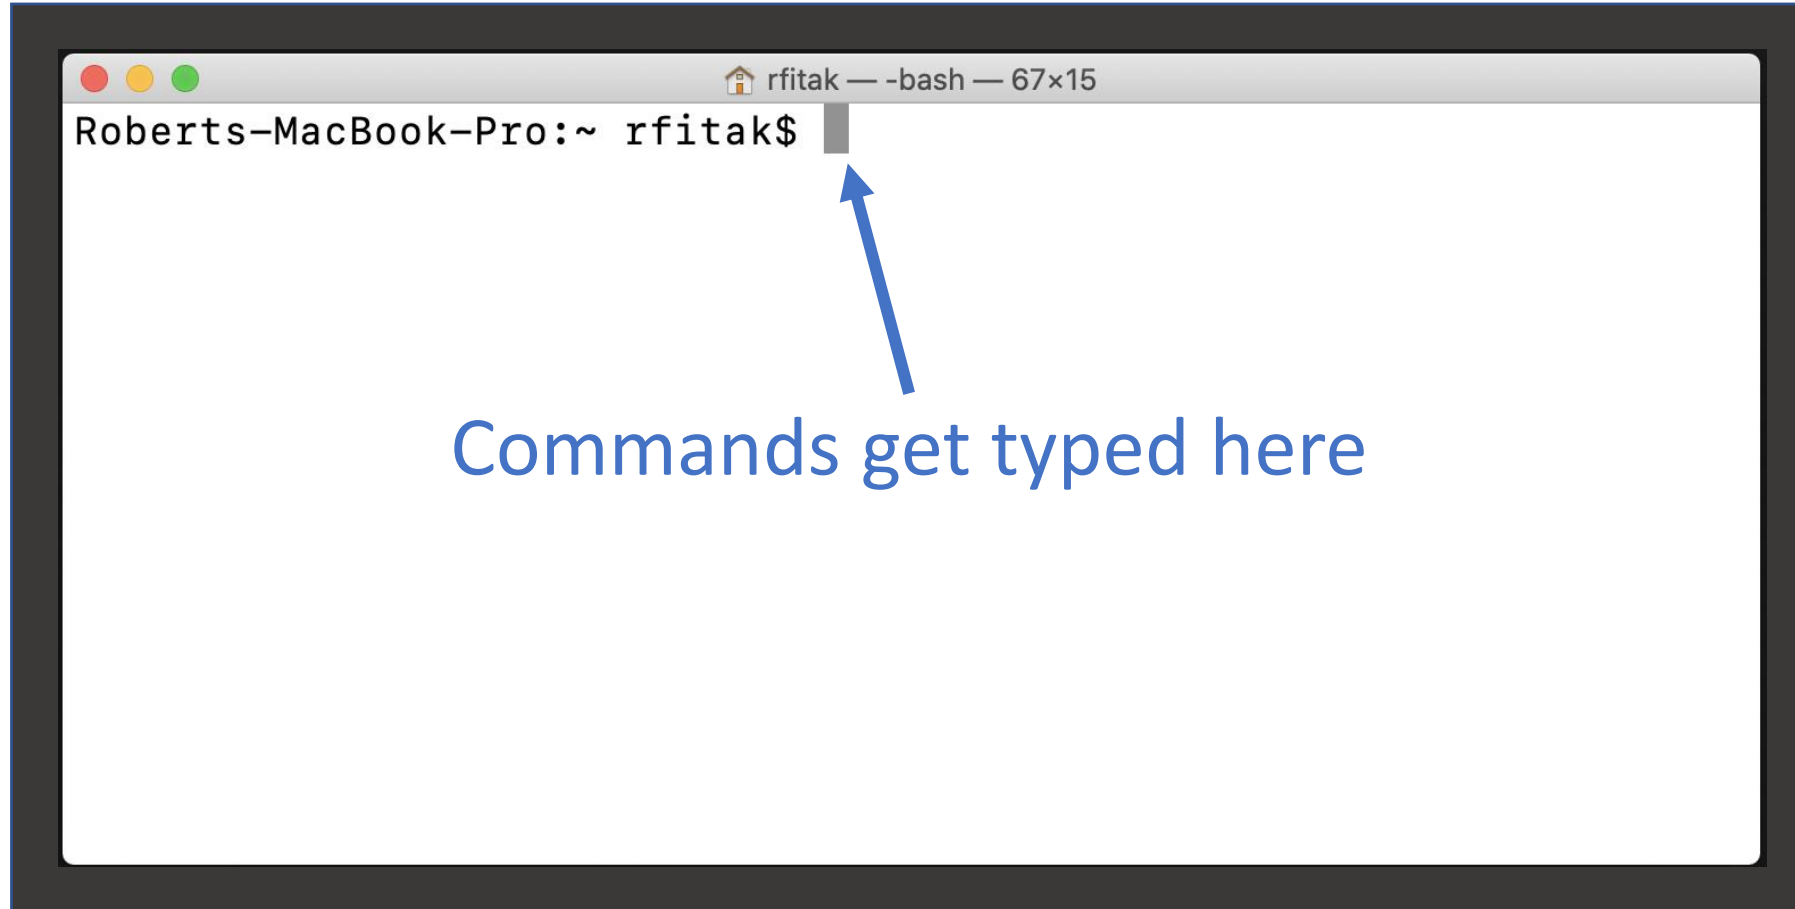 rfitak — -bash — 67×15
Roberts-MacBook-Pro:~ rfitak$
Commands get typed here